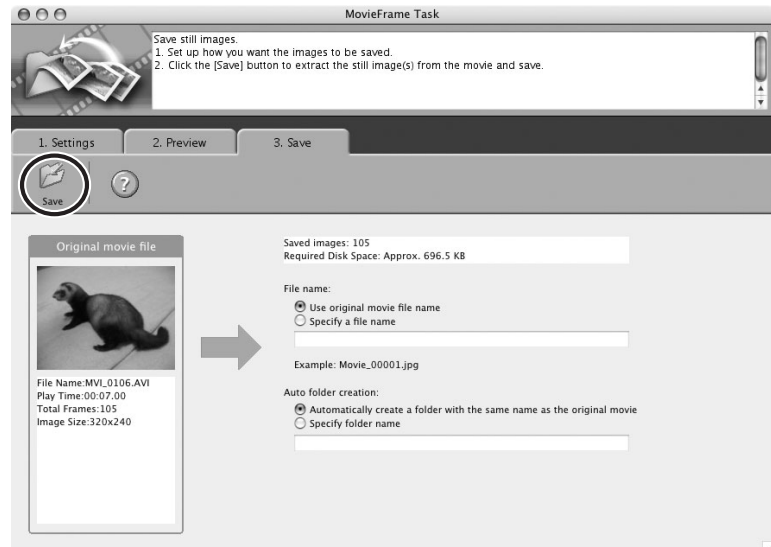 MovieFrame Task
Save still images.
1. Set up how you want the images to be saved.
2. Click the [Save] button to extract the still image(s) from the movie and save.
1. Settings
2. Preview
3. Save
?
Save
Original movie file
File Name:MVI_0106.AVI
Play Time:00:07.00
Total Frames:105
Image Size:320x240
Saved images: 105
Required Disk Space: Approx. 696.5 KB
File name:
Use original movie file name
Specify a file name
Example: Movie_00001.jpg
Auto folder creation:
Automatically create a folder with the same name as the original movie
Specify folder name